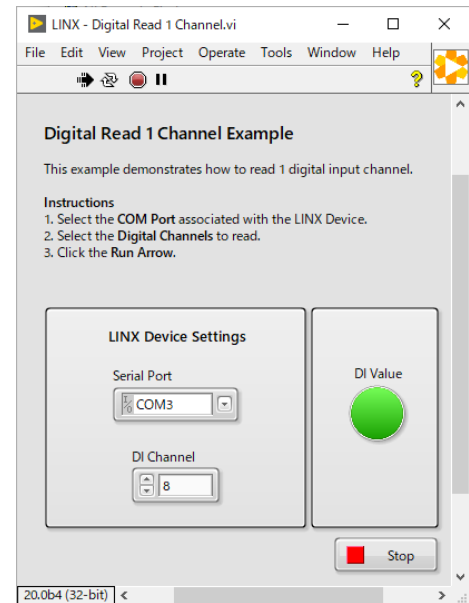 LINX - Digital Read 1 Channel.vi
File Edit View Project Operate Tools Window Help
Digital Read 1 Channel Example
This example demonstrates how to read 1 digital input channel.
Instructions
1. Select the COM Port associated with the LINX Device.
2. Select the Digital Channels to read.
3. Click the Run Arrow.
LINX Device Settings
Serial Port
I/O COM3
DI Channel
8
DI Value
Stop
20.0b4 (32-bit)